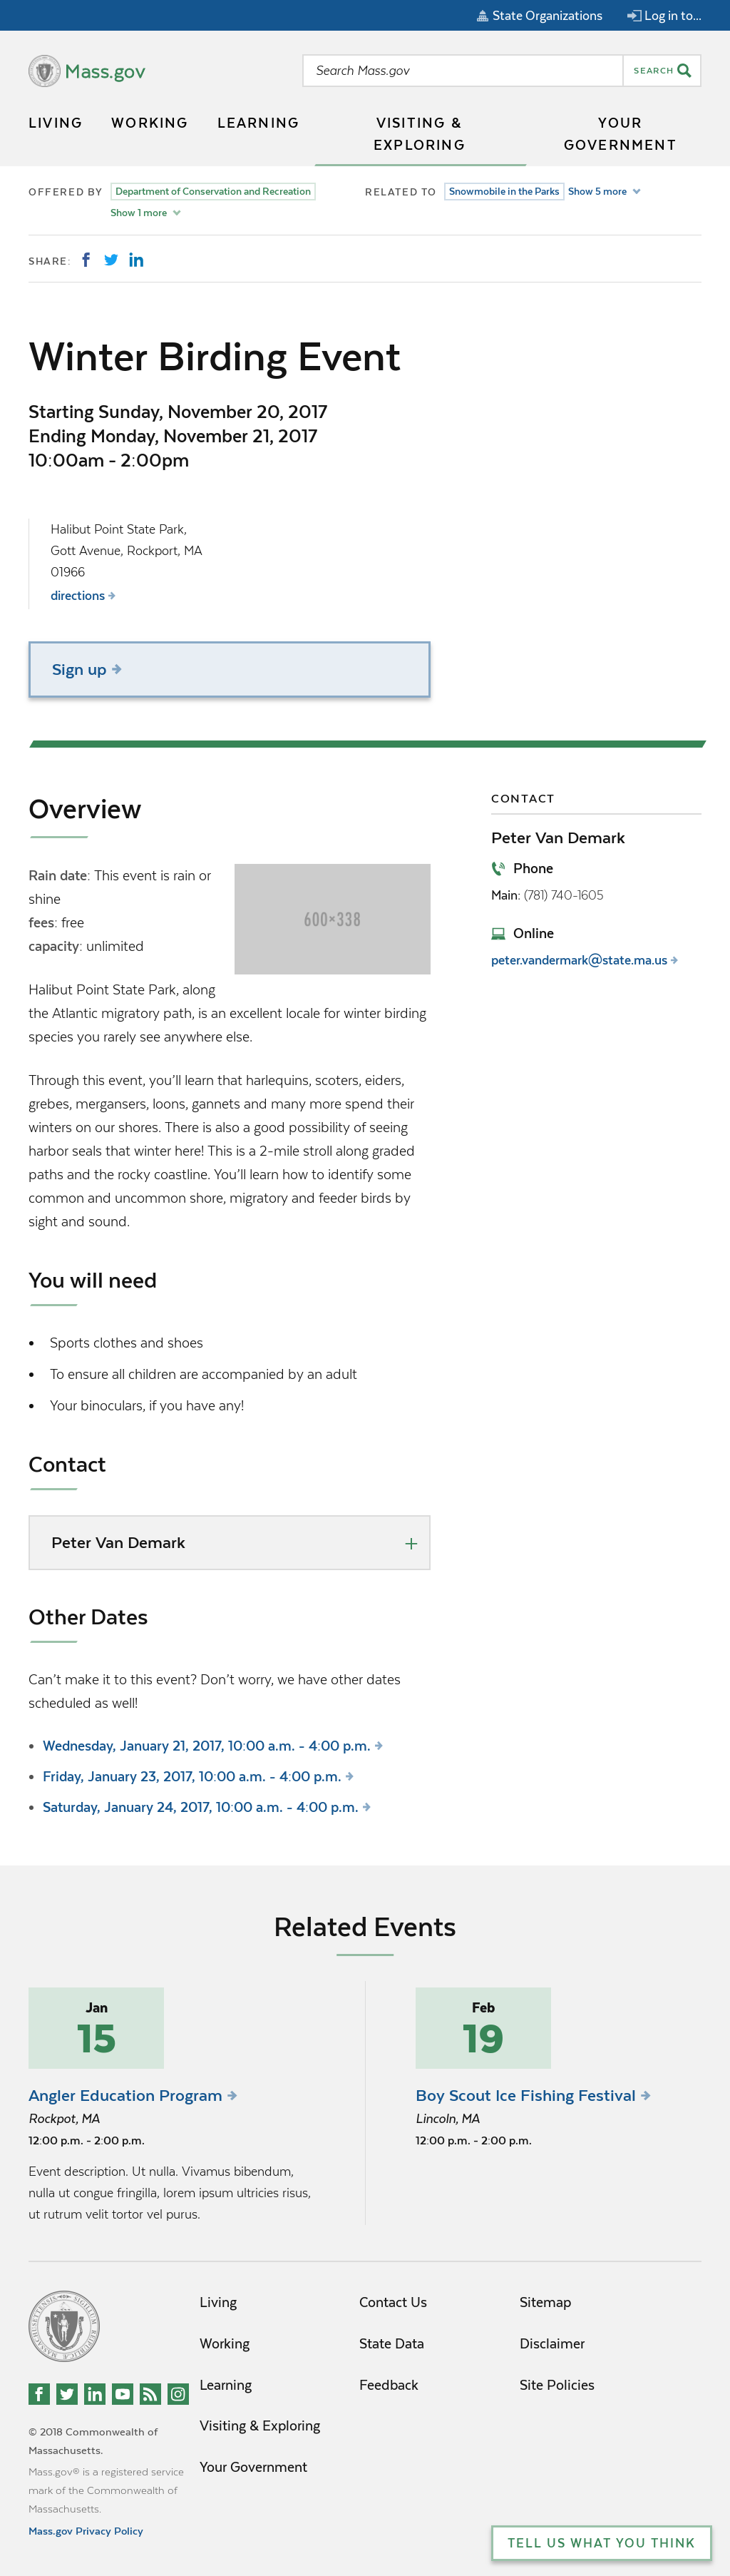 State Organizations
Log in to...
Mass.gov
Search Mass.gov
SEARCH
LIVING
WORKING
LEARNING
VISITING &
EXPLORING
YOUR
GOVERNMENT
OFFERED BY
Department of Conservation and Recreation
Show 1 more
RELATED TO
Snowmobile in the Parks
Show 5 more
SHARE:
Winter Birding Event
Starting Sunday, November 20, 2017
Ending Monday, November 21, 2017
10:00am - 2:00pm
Halibut Point State Park,
Gott Avenue, Rockport, MA
01966
directions
Sign up
Overview
Rain date: This event is rain or
shine
fees: free
capacity: unlimited
600×338
Halibut Point State Park, along
the Atlantic migratory path, is an excellent locale for winter birding
species you rarely see anywhere else.
Through this event, you'll learn that harlequins, scoters, eiders,
grebes, mergansers, loons, gannets and many more spend their
winters on our shores. There is also a good possibility of seeing
harbor seals that winter here! This is a 2-mile stroll along graded
paths and the rocky coastline. You'll learn how to identify some
common and uncommon shore, migratory and feeder birds by
sight and sound.
You will need
• Sports clothes and shoes
• To ensure all children are accompanied by an adult
• Your binoculars, if you have any!
Contact
Peter Van Demark
Other Dates
Can't make it to this event? Don't worry, we have other dates
scheduled as well!
• Wednesday, January 21, 2017, 10:00 a.m. - 4:00 p.m.
• Friday, January 23, 2017, 10:00 a.m. - 4:00 p.m.
• Saturday, January 24, 2017, 10:00 a.m. - 4:00 p.m.
CONTACT
Peter Van Demark
Phone
Main: (781) 740-1605
Online
peter.vandermark@state.ma.us
Related Events
Jan
15
Angler Education Program
Rockpot, MA
12:00 p.m. - 2:00 p.m.
Event description. Ut nulla. Vivamus bibendum,
nulla ut congue fringilla, lorem ipsum ultricies risus,
ut rutrum velit tortor vel purus.
Feb
19
Boy Scout Ice Fishing Festival
Lincoln, MA
12:00 p.m. - 2:00 p.m.
Living
Working
Learning
Visiting & Exploring
Your Government
Contact Us
State Data
Feedback
Sitemap
Disclaimer
Site Policies
© 2018 Commonwealth of
Massachusetts.
Mass.gov® is a registered service
mark of the Commonwealth of
Massachusetts.
Mass.gov Privacy Policy
TELL US WHAT YOU THINK